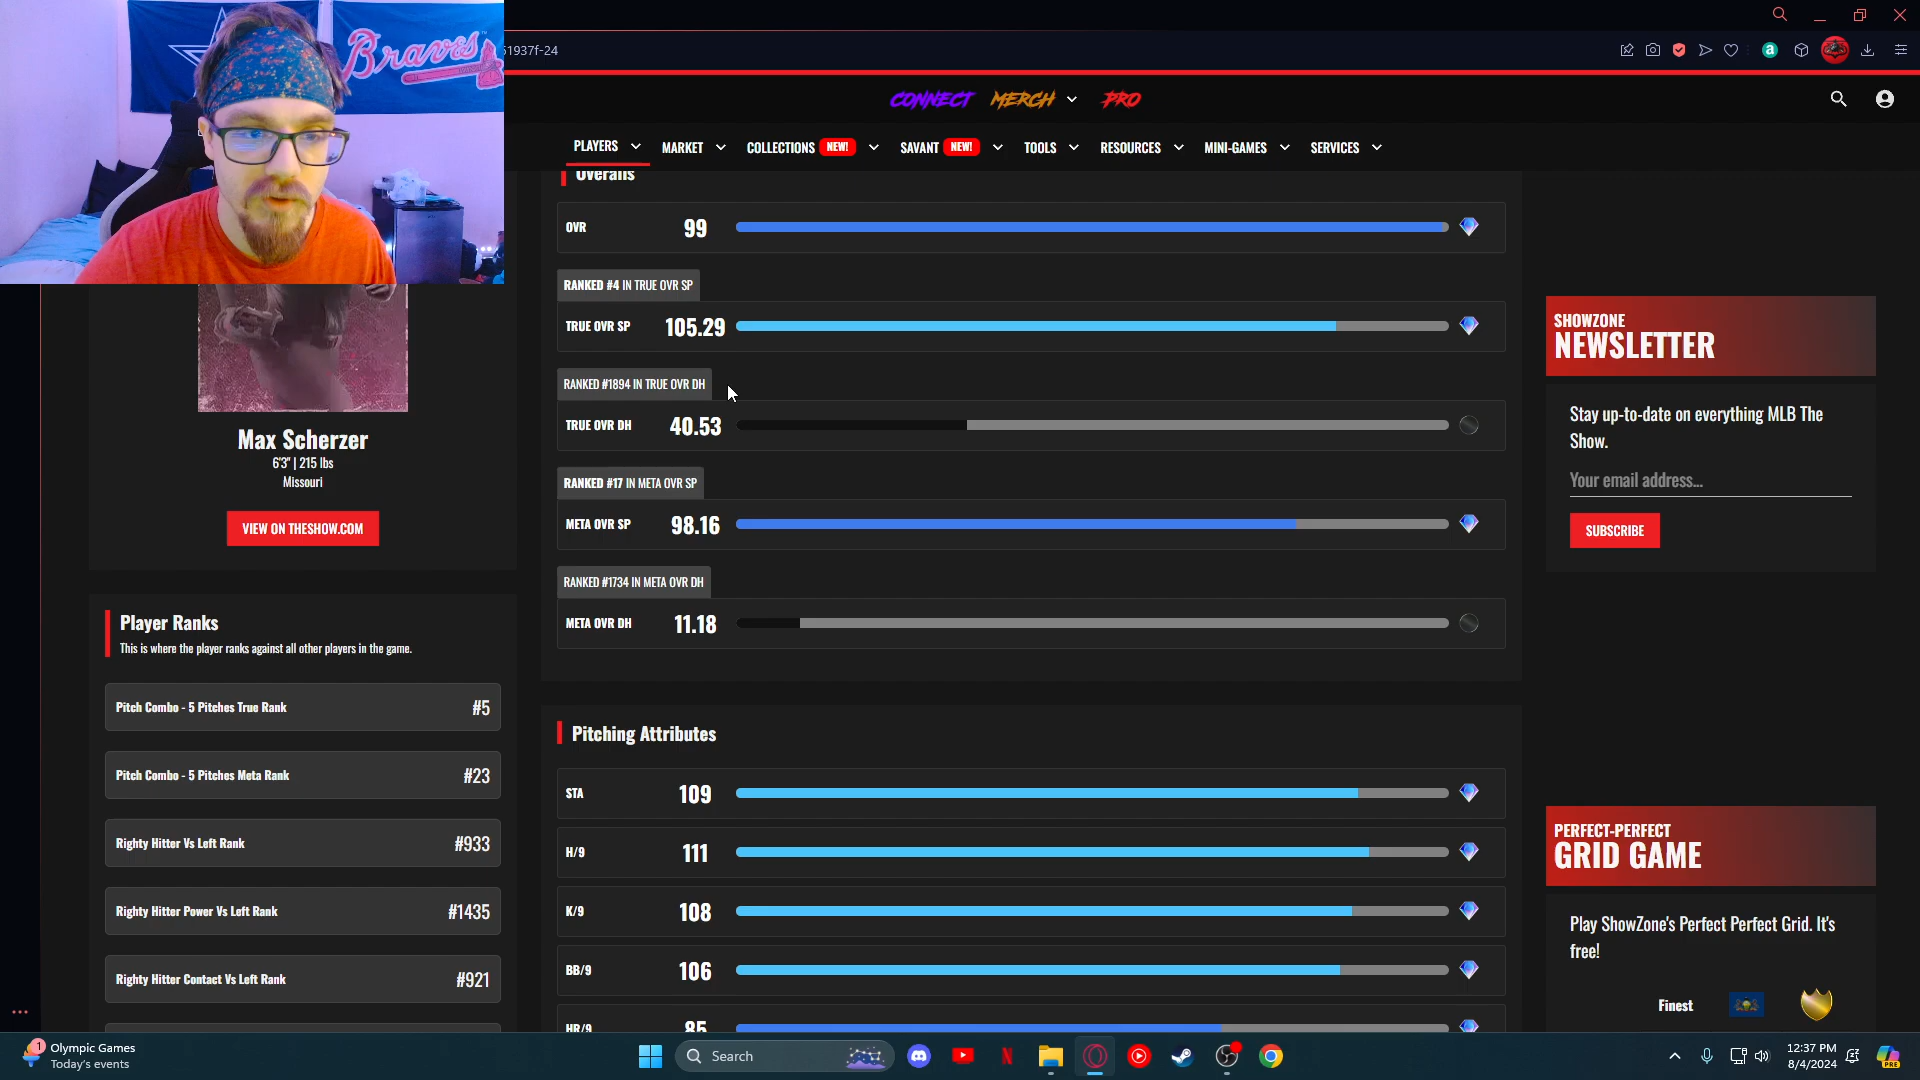 Braves
51937f-24
CONNECT MERCH PRO
PLAYERS MARKET COLLECTIONS NEW! SAVANT NEW! TOOLS RESOURCES MINI-GAMES SERVICES
Overalls
OVR 99
RANKED #4 IN TRUE OVR SP
TRUE OVR SP 105.29
RANKED #1894 IN TRUE OVR DH
TRUE OVR DH 40.53
RANKED #17 IN META OVR SP
META OVR SP 98.16
RANKED #1734 IN META OVR DH
META OVR DH 11.18
Max Scherzer
6'3" | 215 lbs
Missouri
VIEW ON THESHOW.COM
Player Ranks
This is where the player ranks against all other players in the game.
Pitch Combo - 5 Pitches True Rank #5
Pitch Combo - 5 Pitches Meta Rank #23
Righty Hitter Vs Left Rank #933
Righty Hitter Power Vs Left Rank #1435
Righty Hitter Contact Vs Left Rank #921
Pitching Attributes
STA 109
H/9 111
K/9 108
BB/9 106
HR/9 85
SHOWZONE
NEWSLETTER
Stay up-to-date on everything MLB The
Show.
Your email address...
SUBSCRIBE
PERFECT-PERFECT
GRID GAME
Play ShowZone's Perfect Perfect Grid. It's
free!
Finest
1
Olympic Games
Today's events
Search
12:37 PM
8/4/2024
PRE